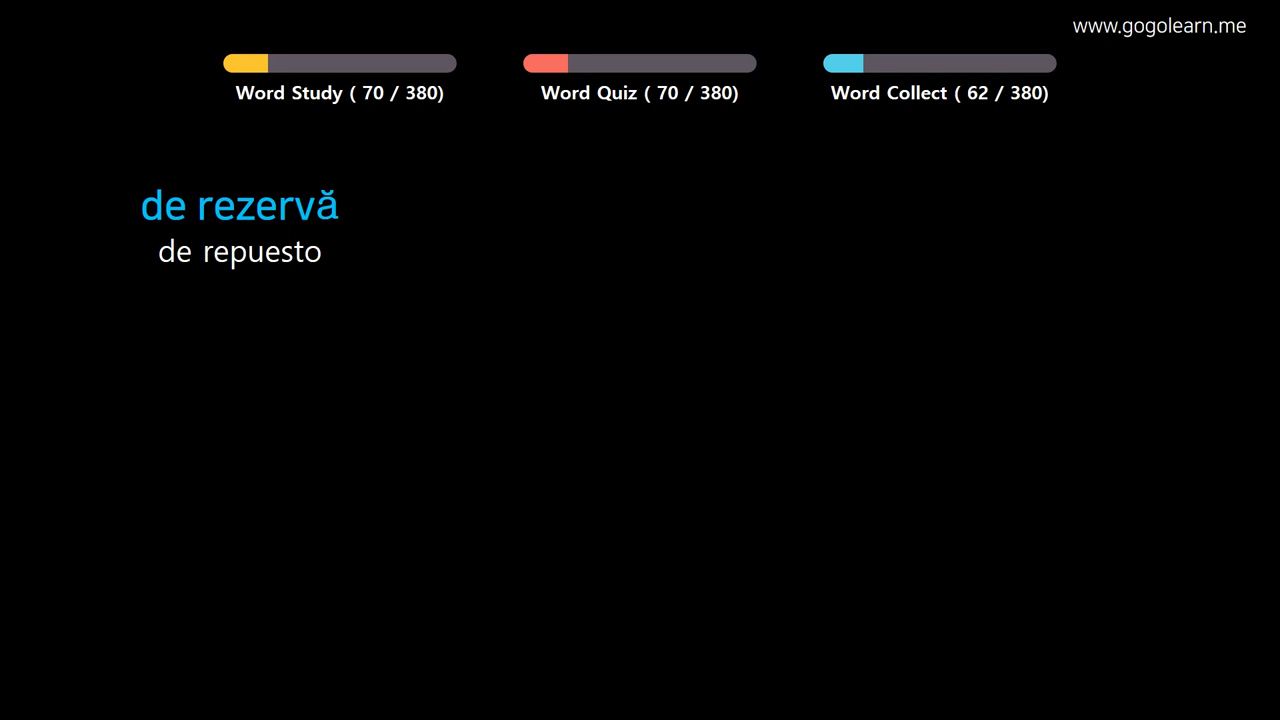 www.gogolearn.me
Word Study ( 70 / 380)
Word Quiz ( 70 / 380)
Word Collect ( 62 / 380)
de rezervă
de repuesto